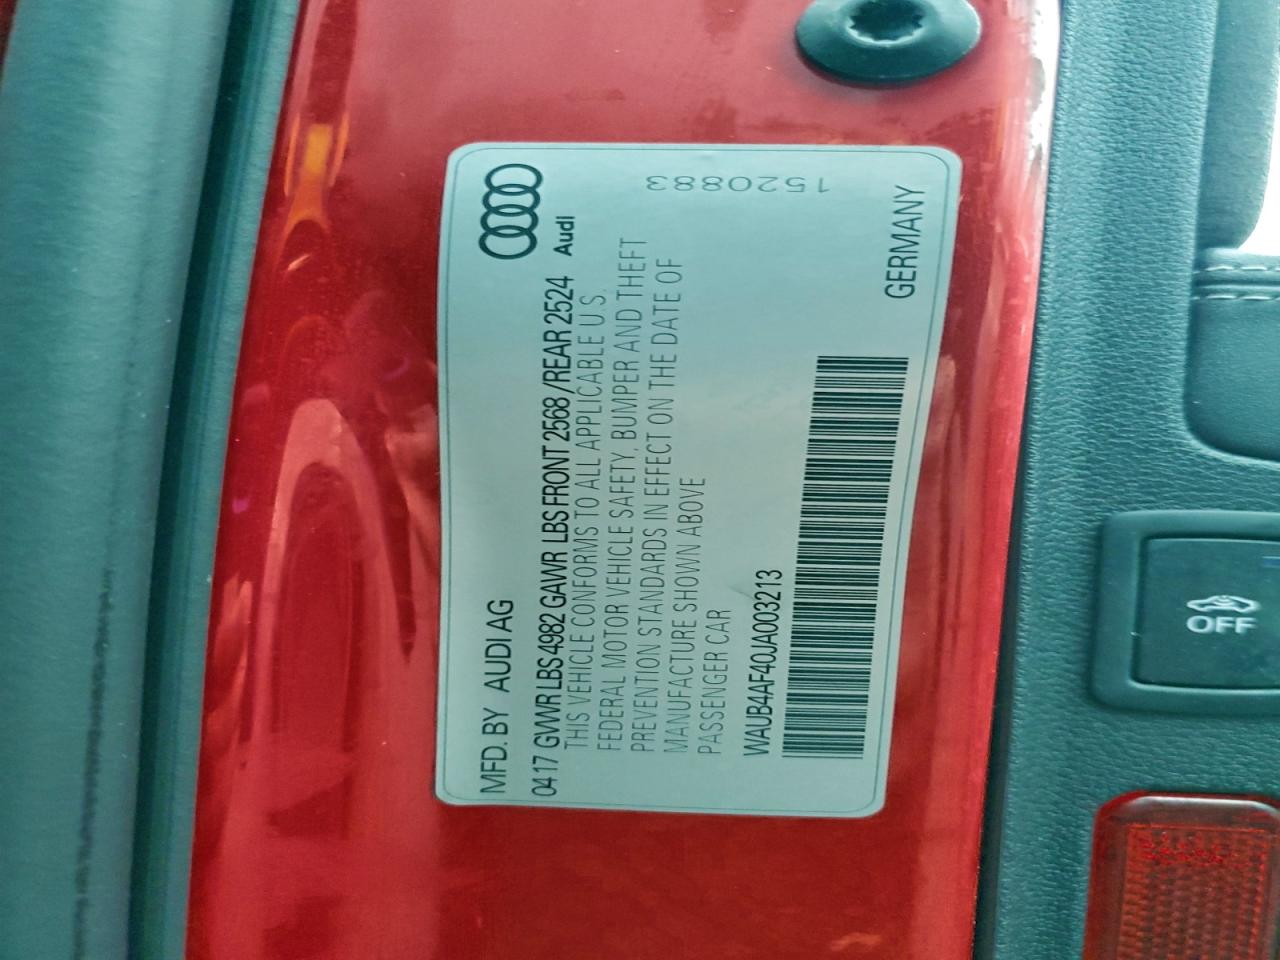 MFD. BY AUDI AG
Audi
04 17 GWWR LBS 4982 GAWR LBS FRONT 2568 /REAR 2524
THIS VEHICLE CONFORMS TO ALL APPLICABLE U.S.
FEDERAL MOTOR VEHICLE SAFETY, BUMPER AND THEFT
PREVENTION STANDARDS IN EFFECT ON THE DATE OF
MANUFACTURE SHOWN ABOVE
PASSENGER CAR
WAUB4AF40JA003213
GERMANY
1520883
OFF